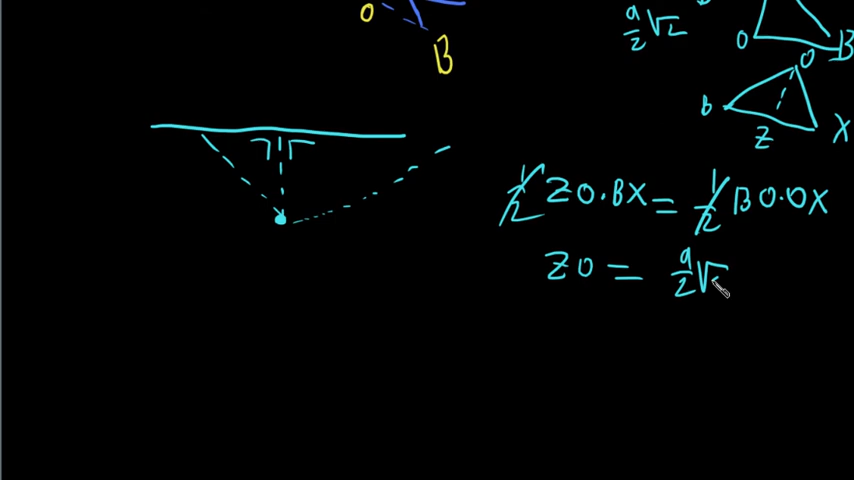 O
B
a/2 √2
O
B
O
B
Z
X
1/2 ZO·BX = 1/2 BO·OX
ZO = a/2 √